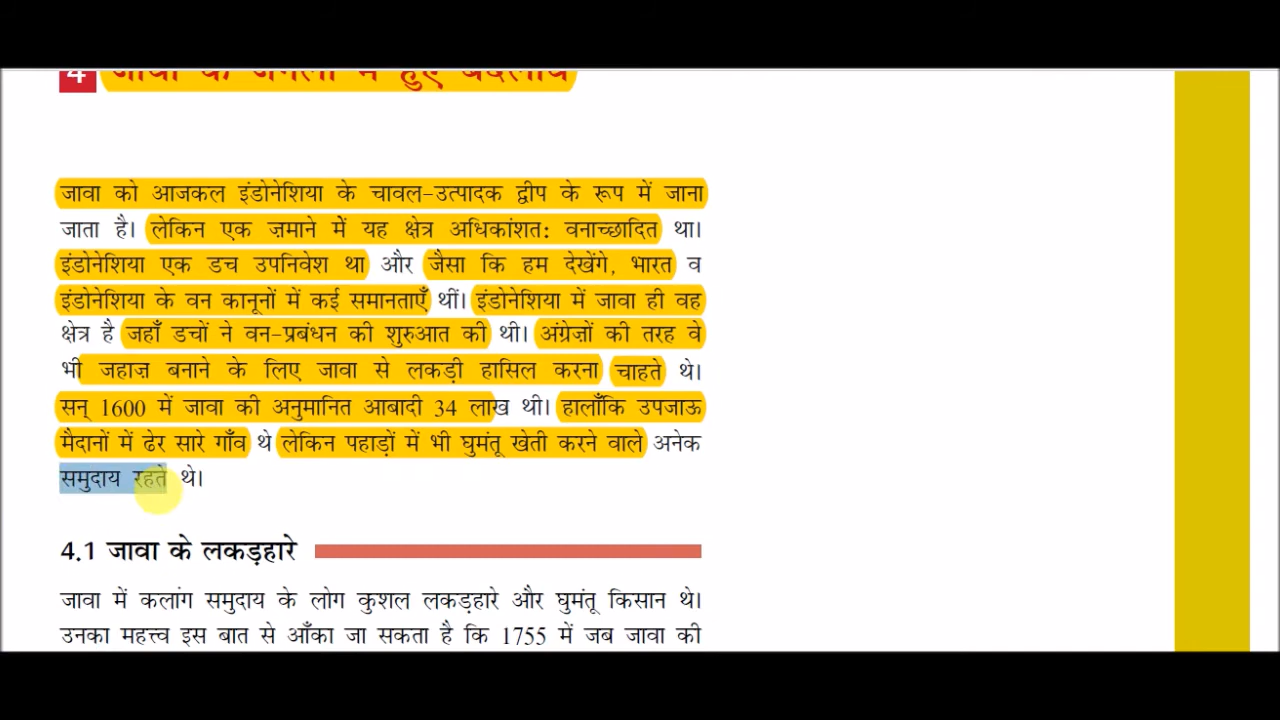 4 जावा के जंगलों में हुए बदलाव
जावा को आजकल इंडोनेशिया के चावल-उत्पादक द्वीप के रूप में जाना
जाता है। लेकिन एक ज़माने में यह क्षेत्र अधिकांशत: वनाच्छादित था।
इंडोनेशिया एक डच उपनिवेश था और जैसा कि हम देखेंगे, भारत व
इंडोनेशिया के वन कानूनों में कई समानताएँ थीं। इंडोनेशिया में जावा ही वह
क्षेत्र है जहाँ डचों ने वन-प्रबंधन की शुरुआत की थी। अंग्रेज़ों की तरह वे
भी जहाज़ बनाने के लिए जावा से लकड़ी हासिल करना चाहते थे।
सन् 1600 में जावा की अनुमानित आबादी 34 लाख थी। हालाँकि उपजाऊ
मैदानों में ढेर सारे गाँव थे लेकिन पहाड़ों में भी घुमंतू खेती करने वाले अनेक
समुदाय रहते थे।
4.1 जावा के लकड़हारे
जावा में कलांग समुदाय के लोग कुशल लकड़हारे और घुमंतू किसान थे।
उनका महत्त्व इस बात से आँका जा सकता है कि 1755 में जब जावा की